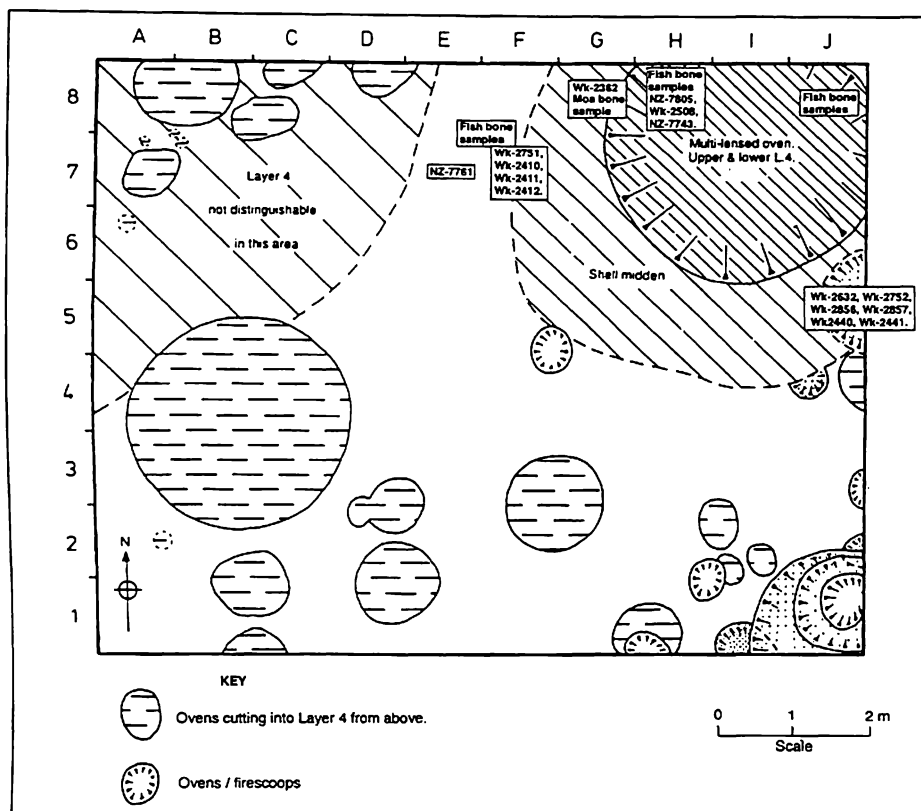 A B C D E F G H I J
8
7
6
5
4
3
2
1
Wk-2382
Moa bone
sample
Fish bone
samples
NZ-7805,
Wk-2508,
NZ-7743.
Fish bone
samples
Multi-lensed oven.
Upper & lower L.4.
Fish bone
samples
Wk-2751,
Wk-2410,
Wk-2411,
Wk-2412.
NZ-7761
Layer 4
not distinguishable
in this area
Shell midden
Wk-2632, Wk-2752,
Wk-2858, Wk-2857,
Wk2440, Wk-2441.
N
KEY
Ovens cutting into Layer 4 from above.
Ovens / firescoops
0 1 2 m
Scale